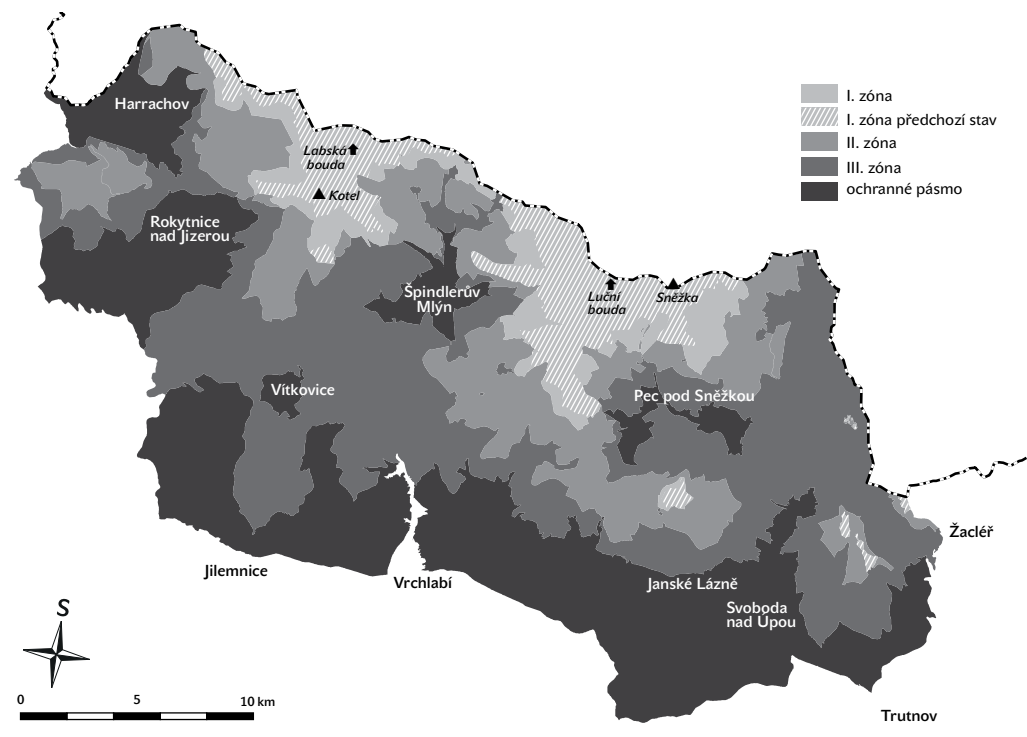 Harrachov
I. zóna
I. zóna předchozí stav
II. zóna
III. zóna
ochranné pásmo
Labská
bouda
Kotel
Rokytnice
nad Jizerou
Špindlerův
Mlýn
Luční
bouda
Sněžka
Vítkovice
Pec pod Sněžkou
Žacléř
Jilemnice
Vrchlabí
Janské Lázně
Svoboda
nad Úpou
Trutnov
S
0 5 10 km